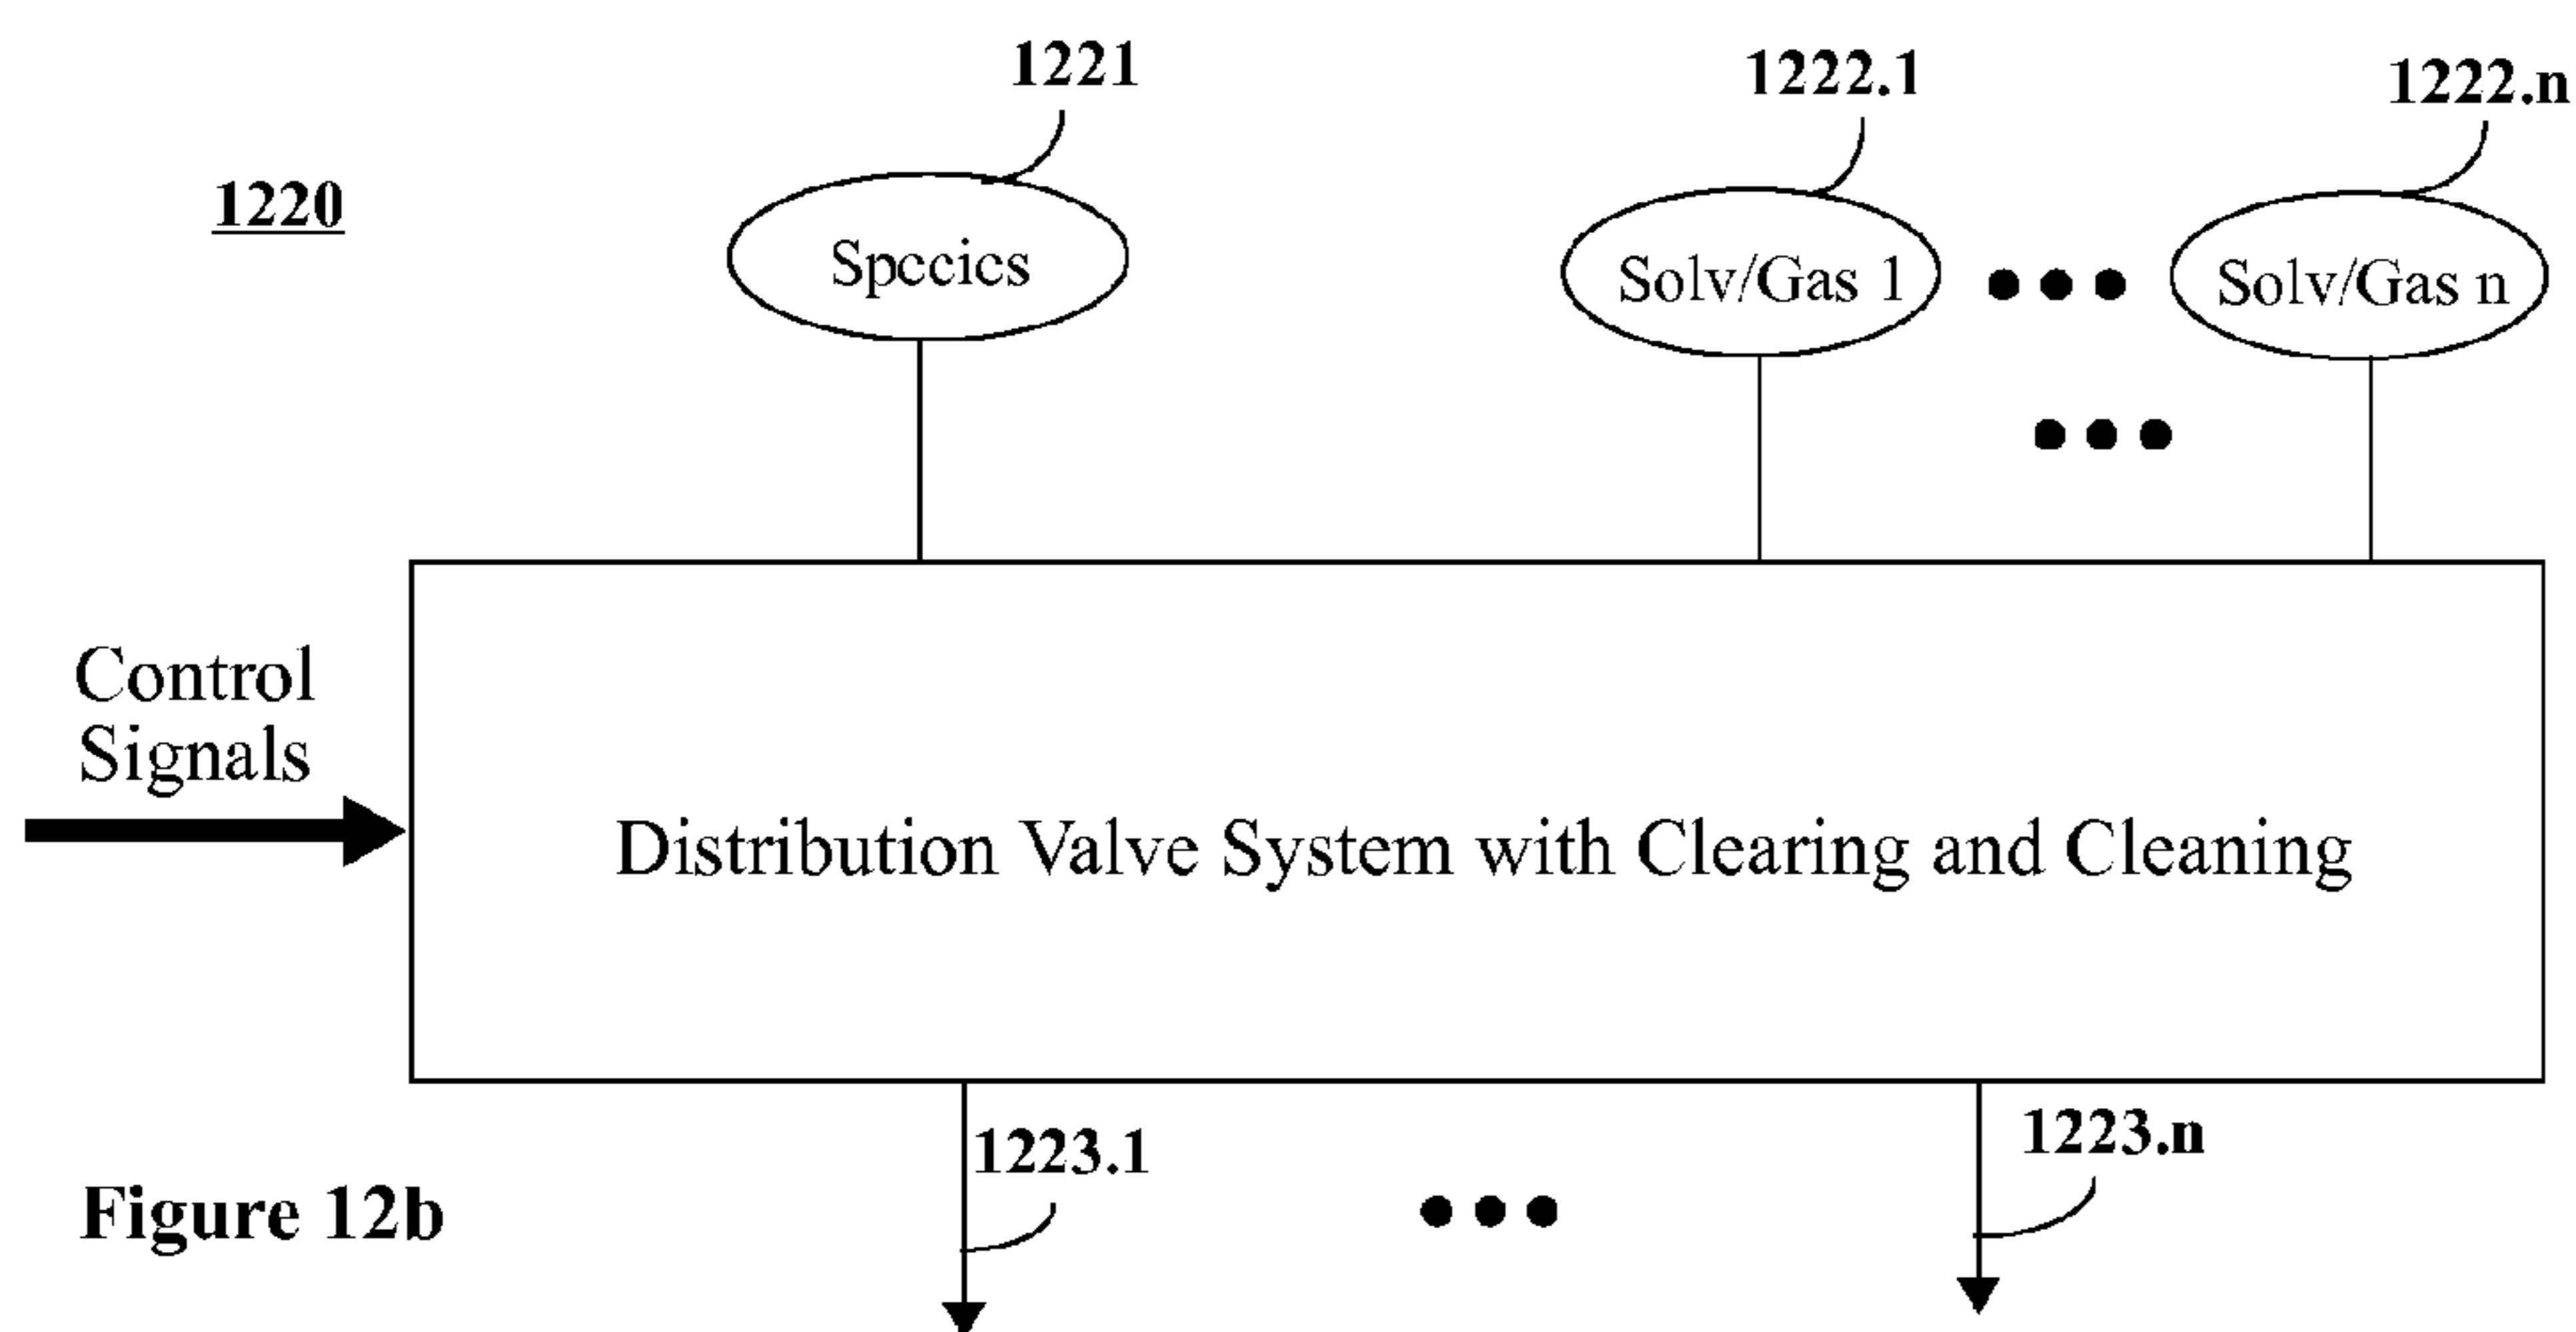 1221
1222.1
1222.n
1220
Species
Solv/Gas 1
Solv/Gas n
Control
Signals
Distribution Valve System with Clearing and Cleaning
1223.1
1223.n
Figure 12b